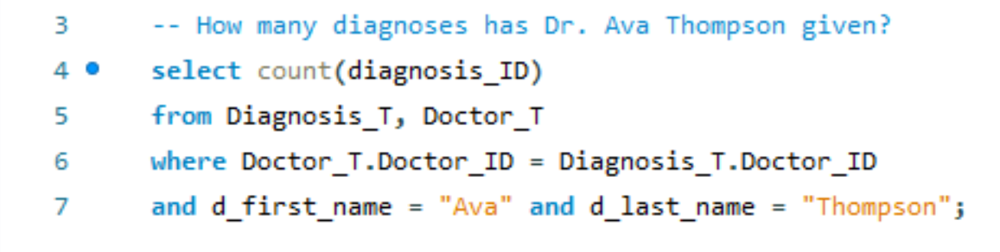 3 -- How many diagnoses has Dr. Ava Thompson given?
4 select count(diagnosis_ID)
5 from Diagnosis_T, Doctor_T
6 where Doctor_T.Doctor_ID = Diagnosis_T.Doctor_ID
7 and d_first_name = "Ava" and d_last_name = "Thompson";